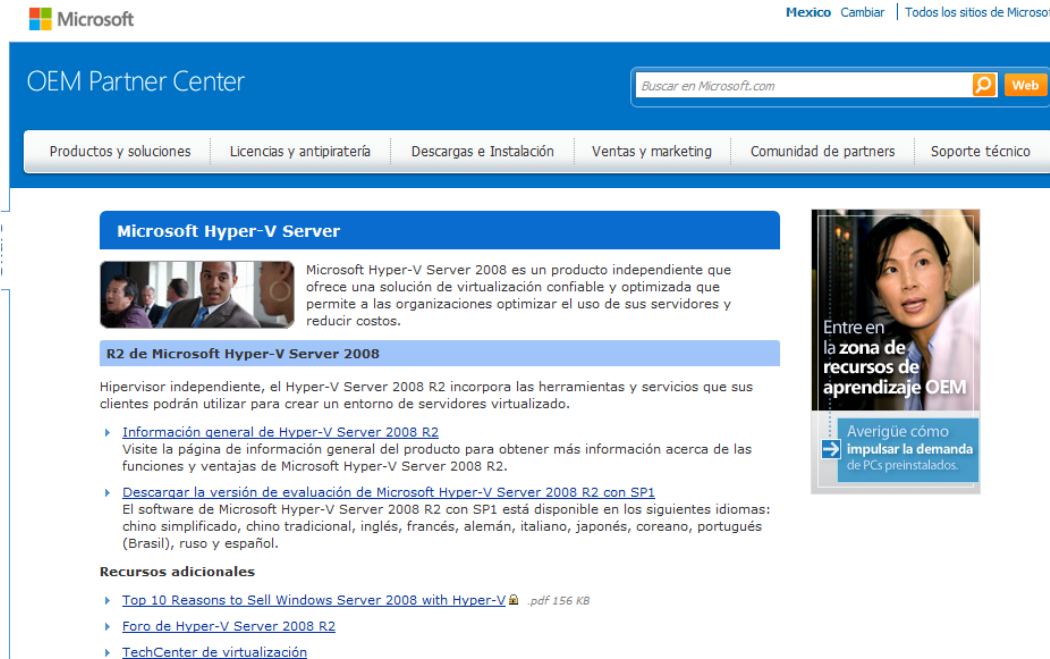 Microsoft
Mexico Cambiar Todos los sitios de Microsof
OEM Partner Center
Buscar en Microsoft.com
Web
Productos y soluciones Licencias y antipiratería Descargas e Instalación Ventas y marketing Comunidad de partners Soporte técnico
Microsoft Hyper-V Server
Microsoft Hyper-V Server 2008 es un producto independiente que
ofrece una solución de virtualización confiable y optimizada que
permite a las organizaciones optimizar el uso de sus servidores y
reducir costos.
R2 de Microsoft Hyper-V Server 2008
Hipervisor independiente, el Hyper-V Server 2008 R2 incorpora las herramientas y servicios que sus
clientes podrán utilizar para crear un entorno de servidores virtualizado.
Información general de Hyper-V Server 2008 R2
Visite la página de información general del producto para obtener más información acerca de las
funciones y ventajas de Microsoft Hyper-V Server 2008 R2.
Descargar la versión de evaluación de Microsoft Hyper-V Server 2008 R2 con SP1
El software de Microsoft Hyper-V Server 2008 R2 con SP1 está disponible en los siguientes idiomas:
chino simplificado, chino tradicional, inglés, francés, alemán, italiano, japonés, coreano, portugués
(Brasil), ruso y español.
Recursos adicionales
Top 10 Reasons to Sell Windows Server 2008 with Hyper-V .pdf 156 KB
Foro de Hyper-V Server 2008 R2
TechCenter de virtualización
Entre en
la zona de
recursos de
aprendizaje OEM
Averigüe cómo
impulsar la demanda
de PCs preinstalados.